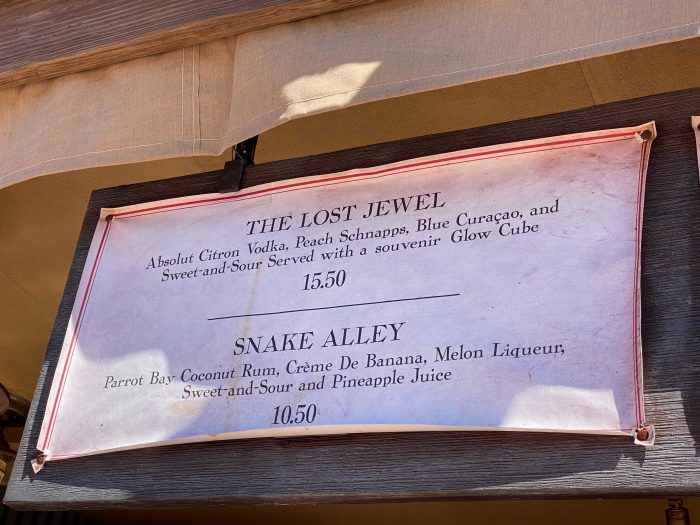 THE LOST JEWEL
Absolut Citron Vodka, Peach Schnapps, Blue Curaçao, and
Sweet-and-Sour Served with a souvenir Glow Cube
15.50
SNAKE ALLEY
Parrot Bay Coconut Rum, Crème De Banana, Melon Liqueur,
Sweet-and-Sour and Pineapple Juice
10.50